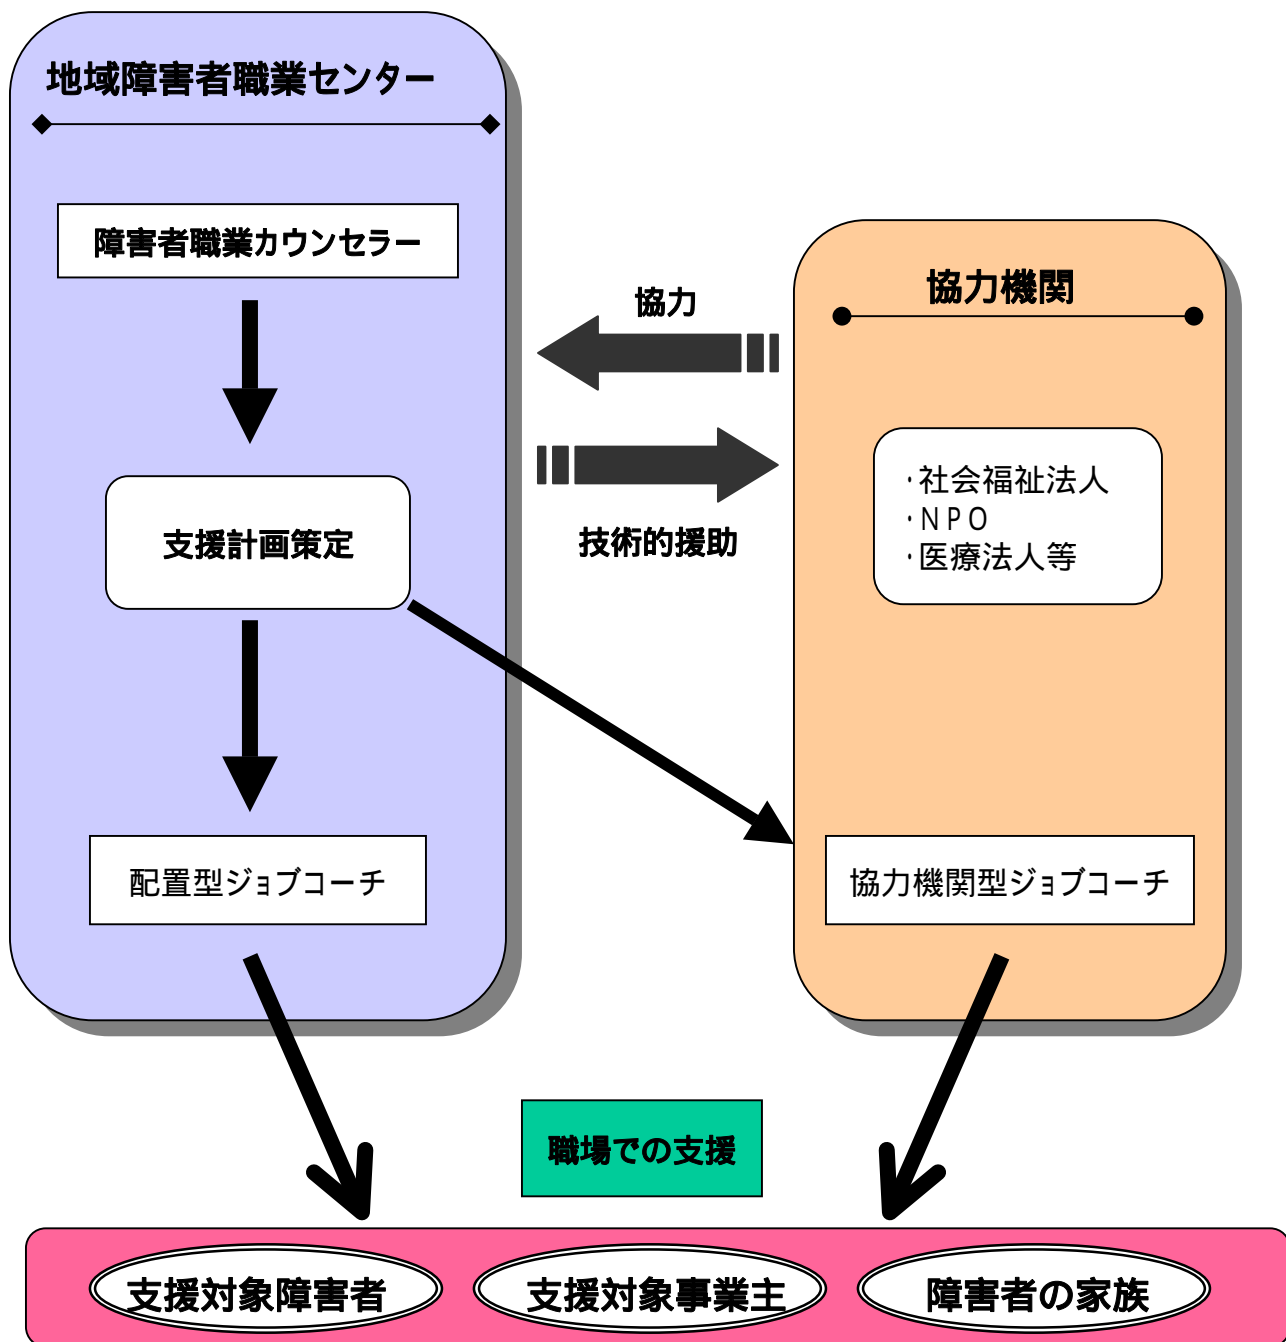 地域障害者職業センター
障害者職業カウンセラー
支援計画策定
配置型ジョブコーチ
協力
技術的援助
協力機関
・社会福祉法人
・ＮＰＯ
・医療法人等
協力機関型ジョブコーチ
職場での支援
支援対象障害者
支援対象事業主
障害者の家族